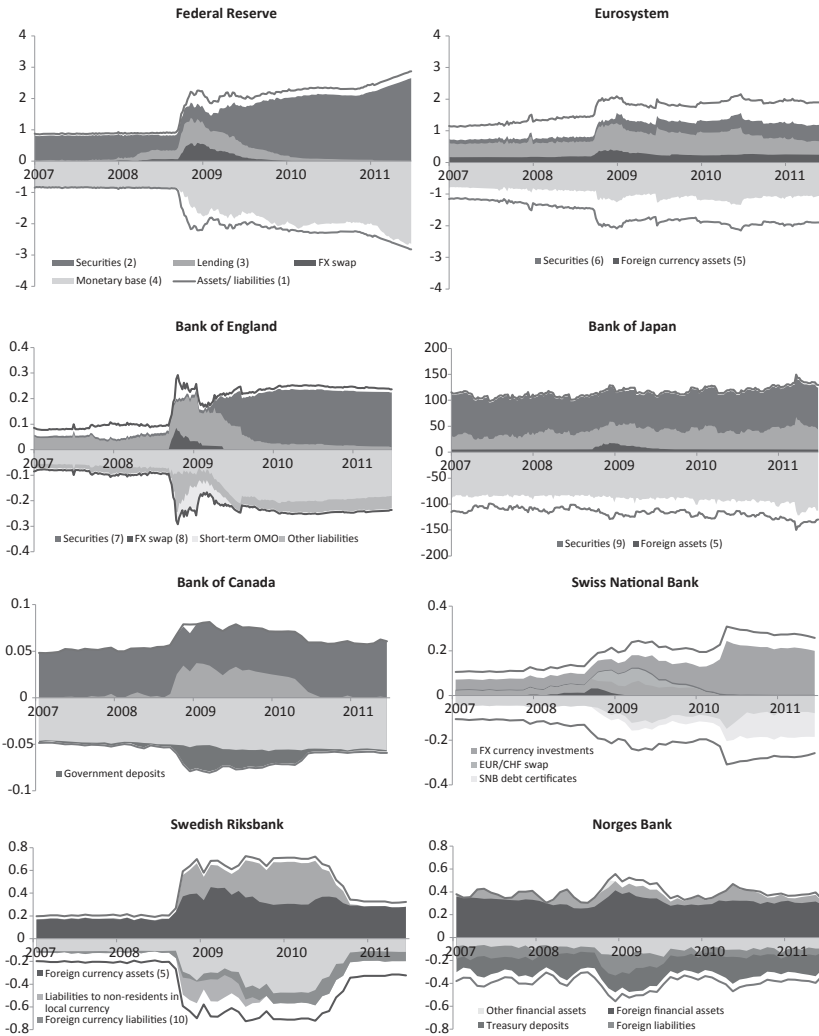 Federal Reserve
4
3
2
1
0
2007 2008 2009 2010 2011
-1
-2
-3
-4
Securities (2) Lending (3) FX swap
Monetary base (4) Assets/ liabilities (1)
Eurosystem
4
3
2
1
0
2007 2008 2009 2010 2011
-1
-2
-3
-4
Securities (6) Foreign currency assets (5)
Bank of England
0.4
0.3
0.2
0.1
0
2007 2008 2009 2010 2011
-0.1
-0.2
-0.3
-0.4
Securities (7) FX swap (8) Short-term OMO Other liabilities
Bank of Japan
200
150
100
50
0
2007 2008 2009 2010 2011
-50
-100
-150
-200
Securities (9) Foreign assets (5)
Bank of Canada
0.1
0.05
0
2007 2008 2009 2010 2011
-0.05
-0.1
Government deposits
Swiss National Bank
0.4
0.2
0
2007 2008 2009 2010 2011
-0.2
-0.4
FX currency investments
EUR/CHF swap
SNB debt certificates
Swedish Riksbank
0.8
0.6
0.4
0.2
0
2007 2008 2009 2010 2011
-0.2
-0.4
-0.6
-0.8
Foreign currency assets (5)
Liabilities to non-residents in
local currency
Foreign currency liabilities (10)
Norges Bank
0.8
0.6
0.4
0.2
0
2007 2008 2009 2010 2011
-0.2
-0.4
-0.6
-0.8
Other financial assets Foreign financial assets
Treasury deposits Foreign liabilities